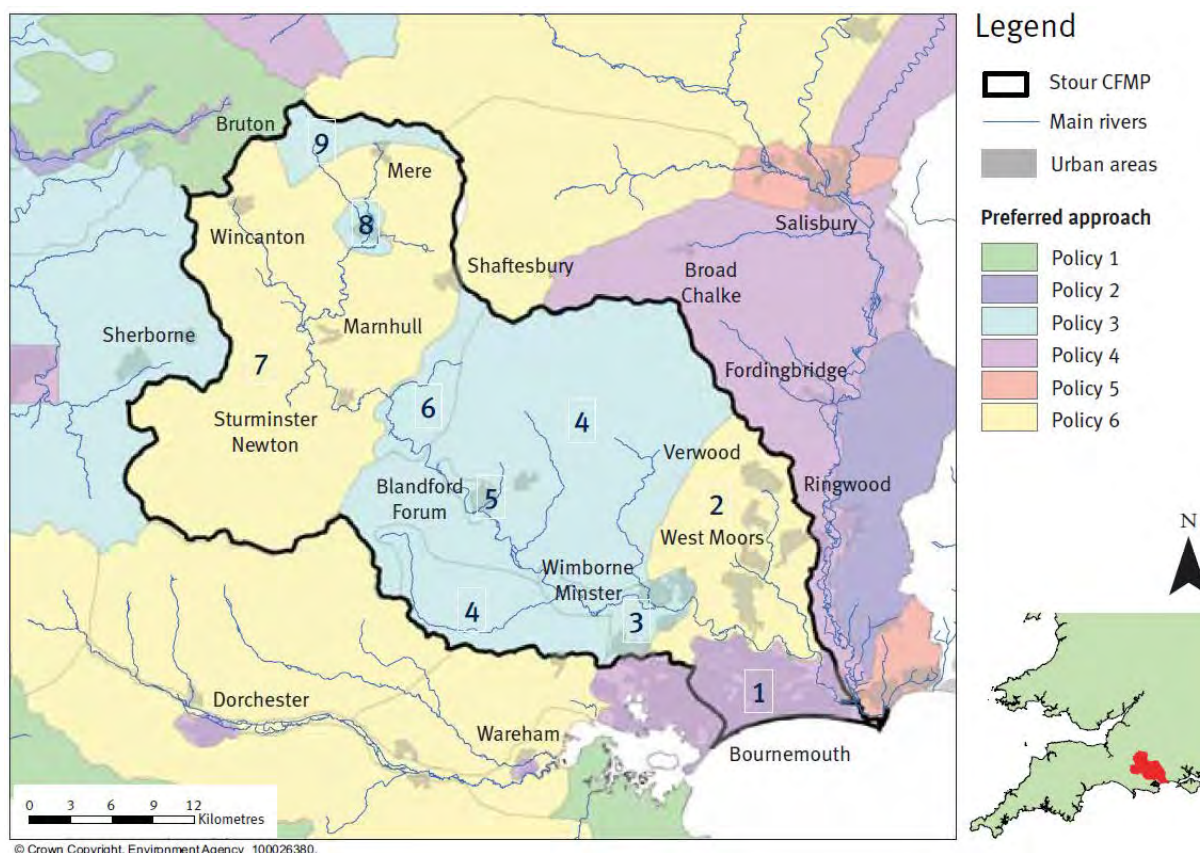 Bruton
9
Mere
Wincanton
8
Salisbury
Shaftesbury
Broad
Chalke
Sherborne
Marnhull
7
Fordingbridge
6
4
Sturminster
Newton
Verwood
Blandford
Forum
5
Ringwood
2
West Moors
Wimborne
Minster
4
3
1
Dorchester
Wareham
Bournemouth
0 3 6 9 12
Kilometres
© Crown Copyright. Environment Agency 100026380.
Legend
Stour CFMP
Main rivers
Urban areas
Preferred approach
Policy 1
Policy 2
Policy 3
Policy 4
Policy 5
Policy 6
N